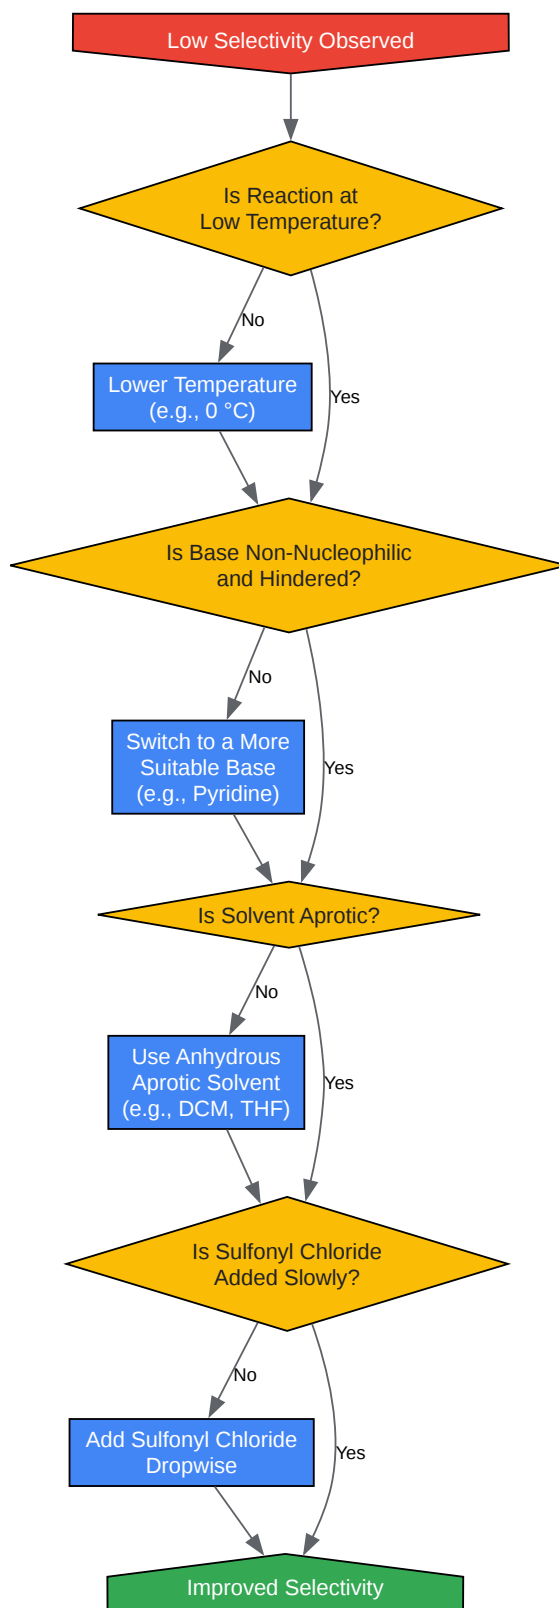 Low Selectivity Observed
Is Reaction at
Low Temperature?
No
Lower Temperature
(e.g., 0 °C)
Yes
Is Base Non-Nucleophilic
and Hindered?
No
Switch to a More
Suitable Base
(e.g., Pyridine)
Yes
Is Solvent Aprotic?
No
Use Anhydrous
Aprotic Solvent
(e.g., DCM, THF)
Yes
Is Sulfonyl Chloride
Added Slowly?
No
Add Sulfonyl Chloride
Dropwise
Yes
Improved Selectivity